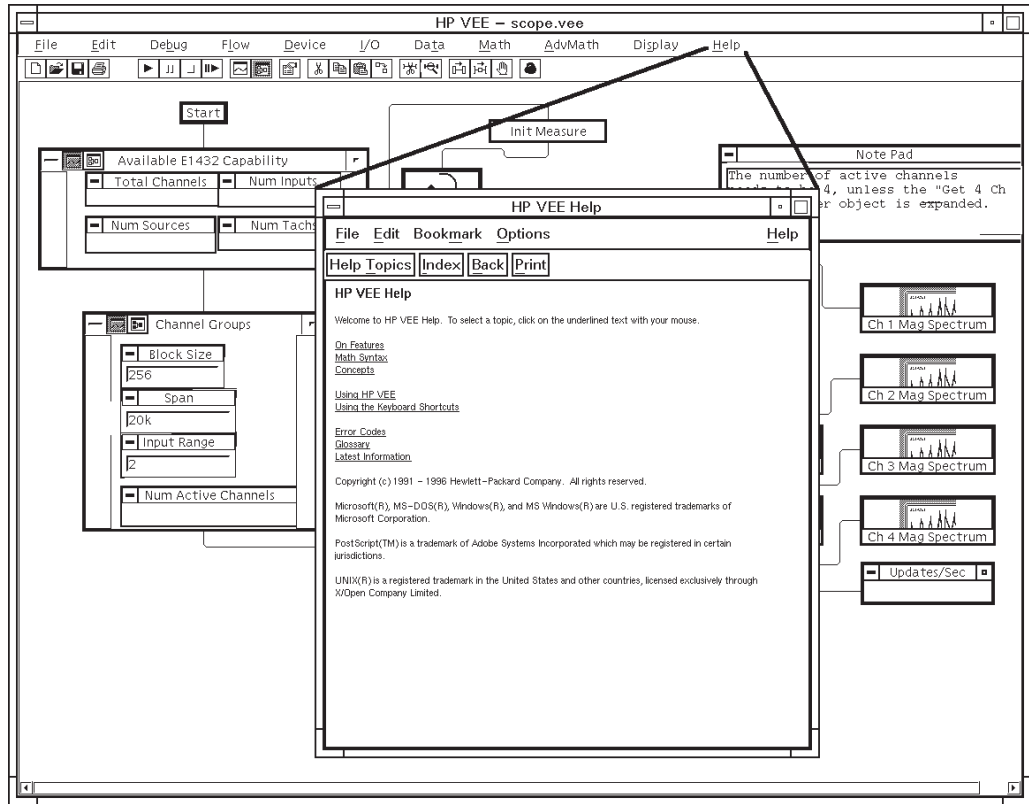 HP VEE – scope.vee
File Edit Debug Flow Device I/O Data Math AdvMath Display Help
Start
Init Measure
Available E1432 Capability
Total Channels
Num Inputs
Num Sources
Num Tachs
Note Pad
The number of active channels
4, unless the "Get 4 Ch
object is expanded.
Channel Groups
Block Size
256
Span
20k
Input Range
2
Num Active Channels
HP VEE Help
File Edit Bookmark Options Help
Help Topics Index Back Print
HP VEE Help
Welcome to HP VEE Help. To select a topic, click on the underlined text with your mouse.
On Features
Math Syntax
Concepts
Using HP VEE
Using the Keyboard Shortcuts
Error Codes
Glossary
Latest Information
Copyright (c) 1991 – 1996 Hewlett–Packard Company. All rights reserved.
Microsoft(R), MS–DOS(R), Windows(R), and MS Windows(R) are U.S. registered trademarks of
Microsoft Corporation.
PostScript(TM) is a trademark of Adobe Systems Incorporated which may be registered in certain
jurisdictions.
UNIX(R) is a registered trademark in the United States and other countries, licensed exclusively through
X/Open Company Limited.
Ch 1 Mag Spectrum
Ch 2 Mag Spectrum
Ch 3 Mag Spectrum
Ch 4 Mag Spectrum
Updates/Sec